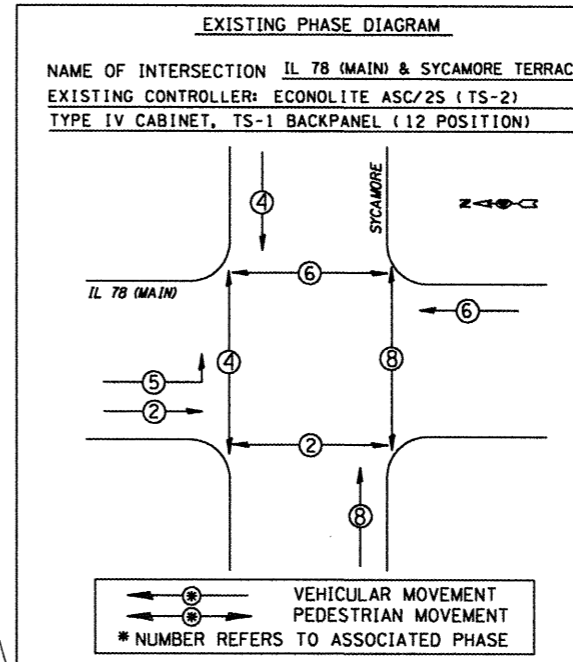 EXISTING PHASE DIAGRAM
NAME OF INTERSECTION IL 78 (MAIN) & SYCAMORE TERRAC
EXISTING CONTROLLER: ECONOLITE ASC/2S (TS-2)
TYPE IV CABINET, TS-1 BACKPANEL (12 POSITION)
4
SYCAMORE
N
6
IL 78 (MAIN)
6
4
8
5
2
2
8
* VEHICULAR MOVEMENT
* PEDESTRIAN MOVEMENT
* NUMBER REFERS TO ASSOCIATED PHASE